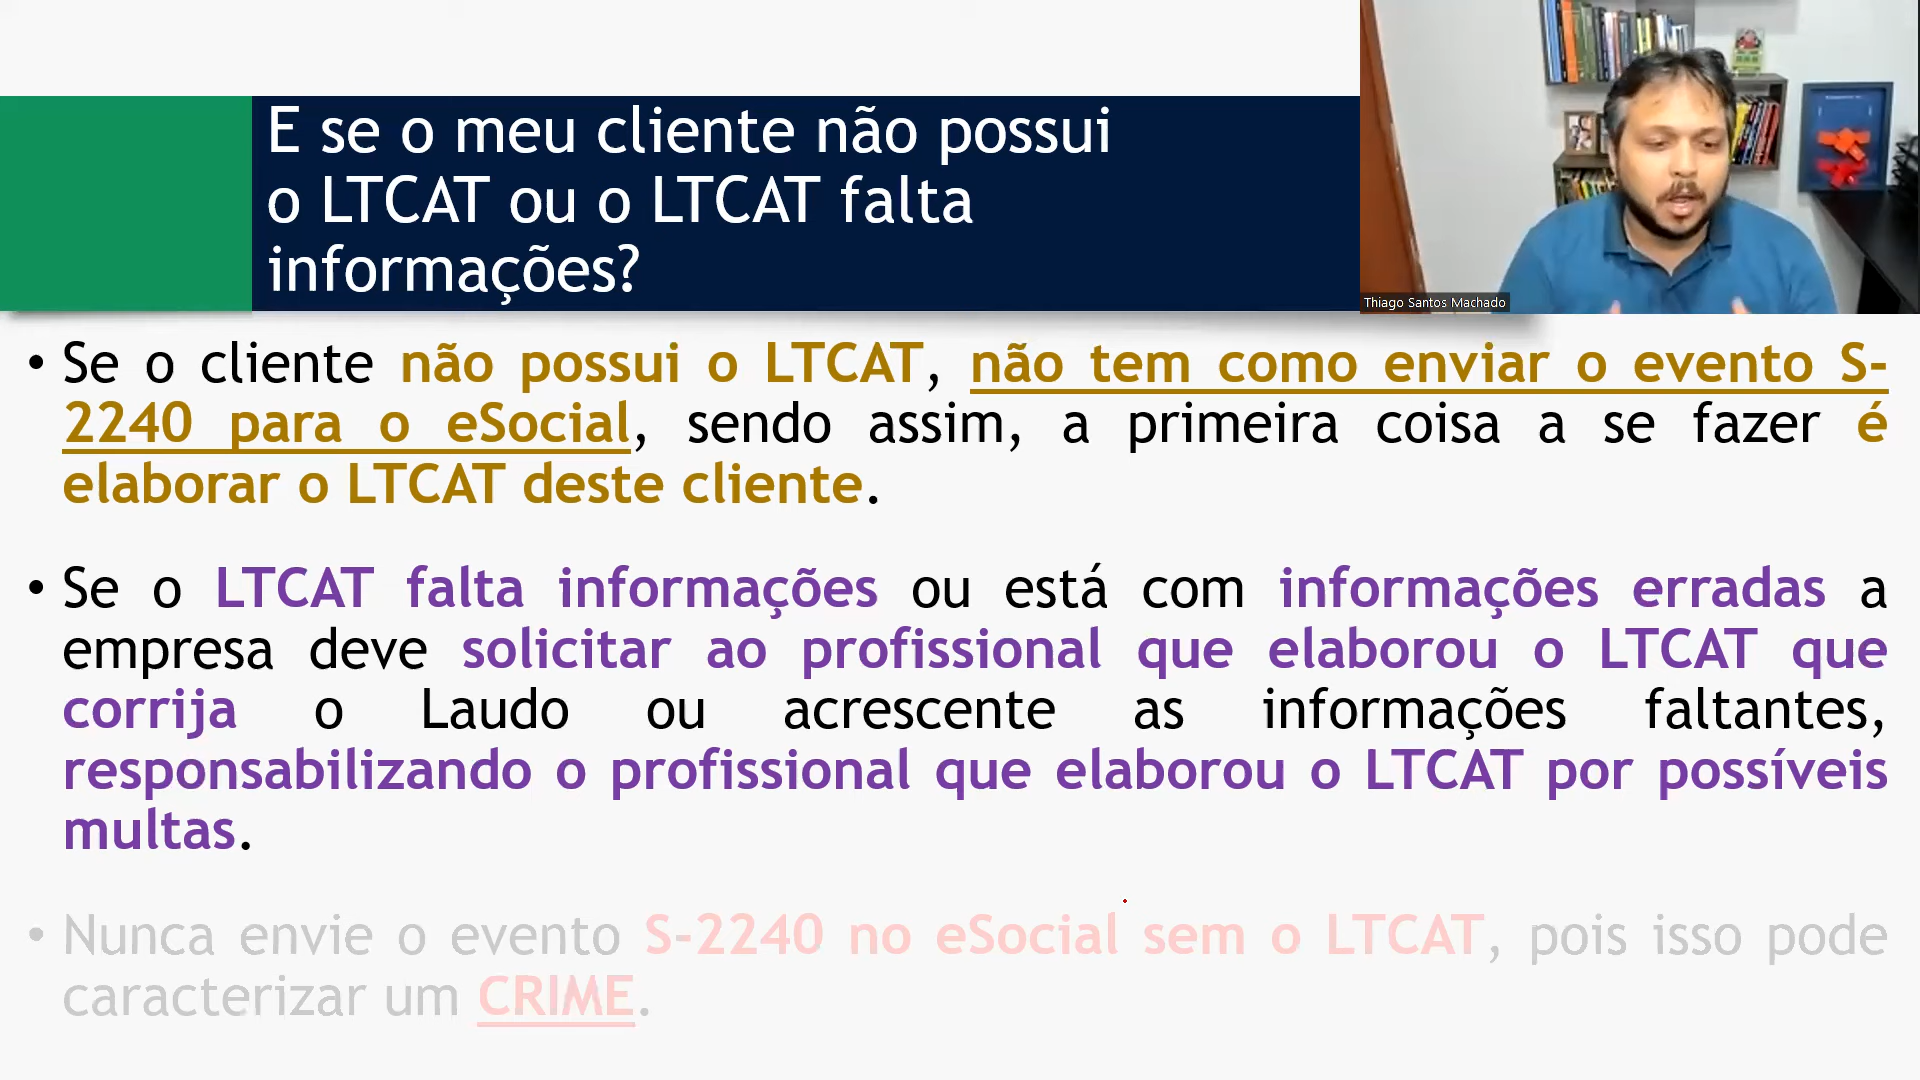 E se o meu cliente não possui
o LTCAT ou o LTCAT falta
informações?
Thiago Santos Machado
• Se o cliente não possui o LTCAT, não tem como enviar o evento S-
2240 para o eSocial, sendo assim, a primeira coisa a se fazer é
elaborar o LTCAT deste cliente.
• Se o LTCAT falta informações ou está com informações erradas a
empresa deve solicitar ao profissional que elaborou o LTCAT que
corrija o Laudo ou acrescente as informações faltantes,
responsabilizando o profissional que elaborou o LTCAT por possíveis
multas.
• Nunca envie o evento S-2240 no eSocial sem o LTCAT, pois isso pode
caracterizar um CRIME.